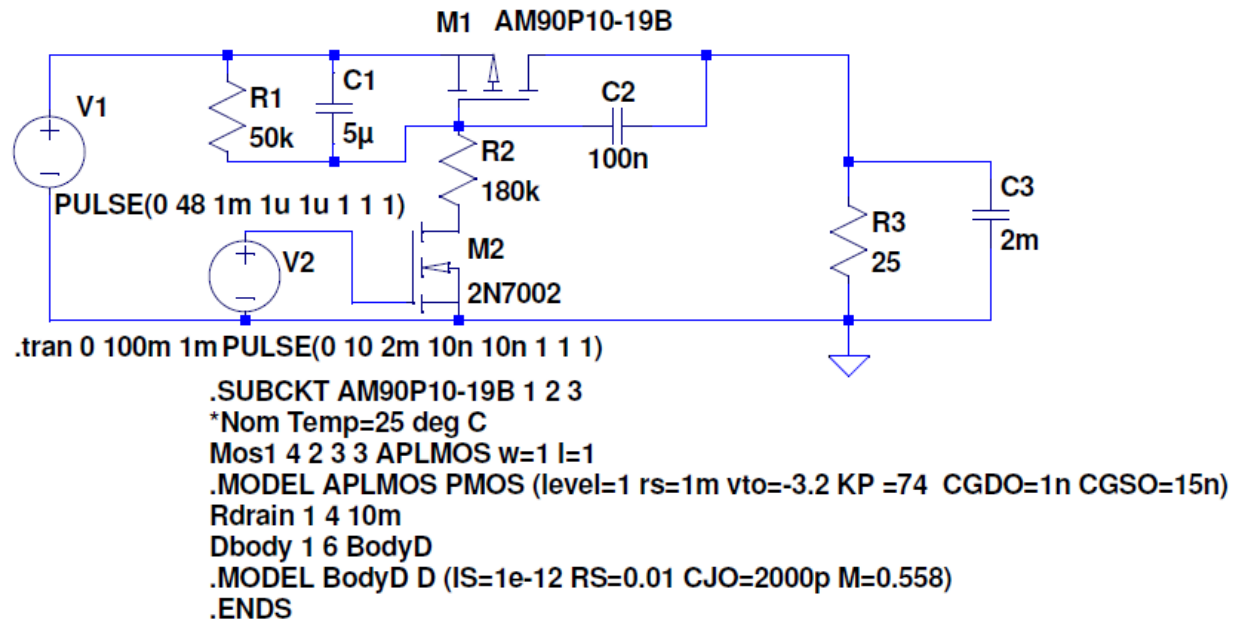 M1 AM90P10-19B
V1
R1
50k
C1
5µ
C2
100n
R2
180k
C3
2m
R3
25
PULSE(0 48 1m 1u 1u 1 1 1)
V2
M2
2N7002
.tran 0 100m 1m PULSE(0 10 2m 10n 10n 1 1 1)
.SUBCKT AM90P10-19B 1 2 3
*Nom Temp=25 deg C
Mos1 4 2 3 3 APLMOS w=1 l=1
.MODEL APLMOS PMOS (level=1 rs=1m vto=-3.2 KP =74 CGDO=1n CGSO=15n)
Rdrain 1 4 10m
Dbody 1 6 BodyD
.MODEL BodyD D (IS=1e-12 RS=0.01 CJO=2000p M=0.558)
.ENDS